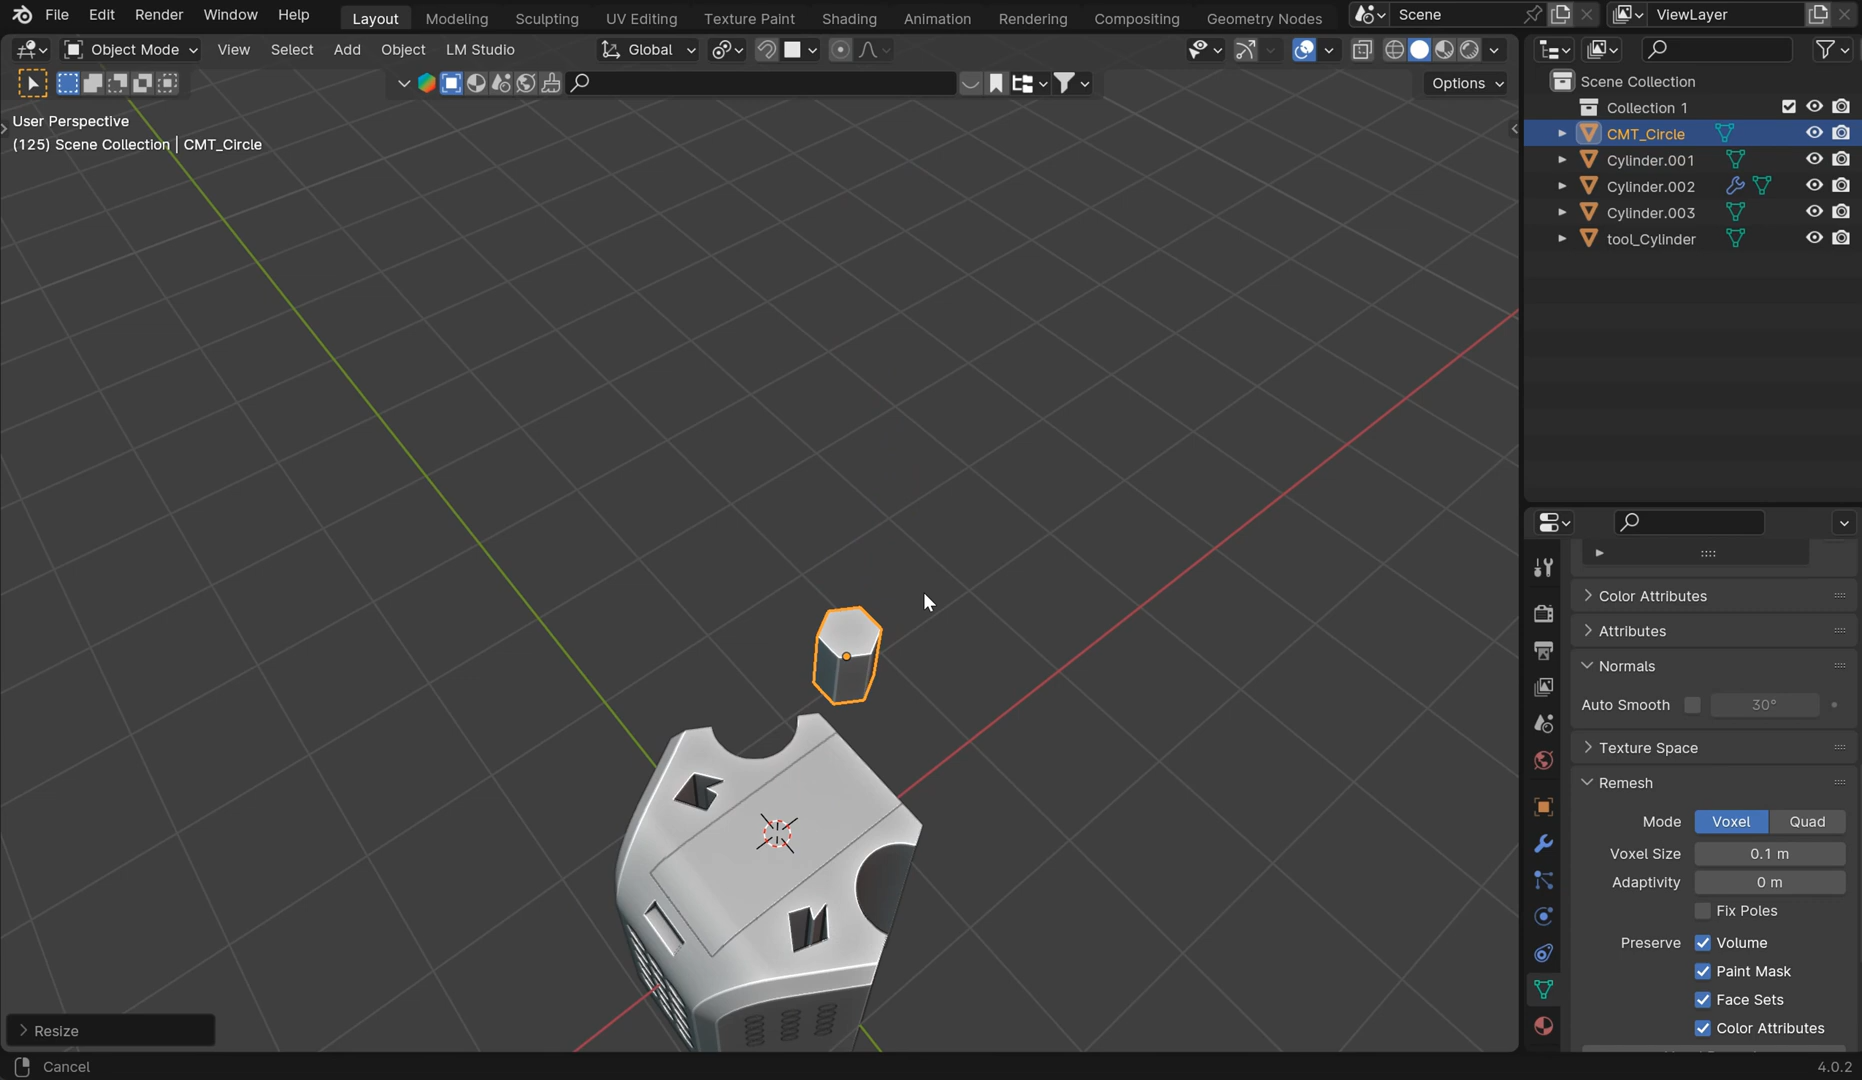 File Edit Render Window Help Layout Modeling Sculpting UV Editing Texture Paint Shading Animation Rendering Compositing Geometry Nodes Scene ViewLayer
Object Mode View Select Add Object LM Studio Global
Options
User Perspective
(125) Scene Collection | CMT_Circle
Scene Collection
Collection 1
CMT_Circle
Cylinder.001
Cylinder.002
Cylinder.003
tool_Cylinder
Color Attributes
Attributes
Normals
Auto Smooth 30°
Texture Space
Remesh
Mode Voxel Quad
Voxel Size 0.1 m
Adaptivity 0 m
Fix Poles
Preserve Volume
Paint Mask
Face Sets
Color Attributes
Resize
Cancel 4.0.2